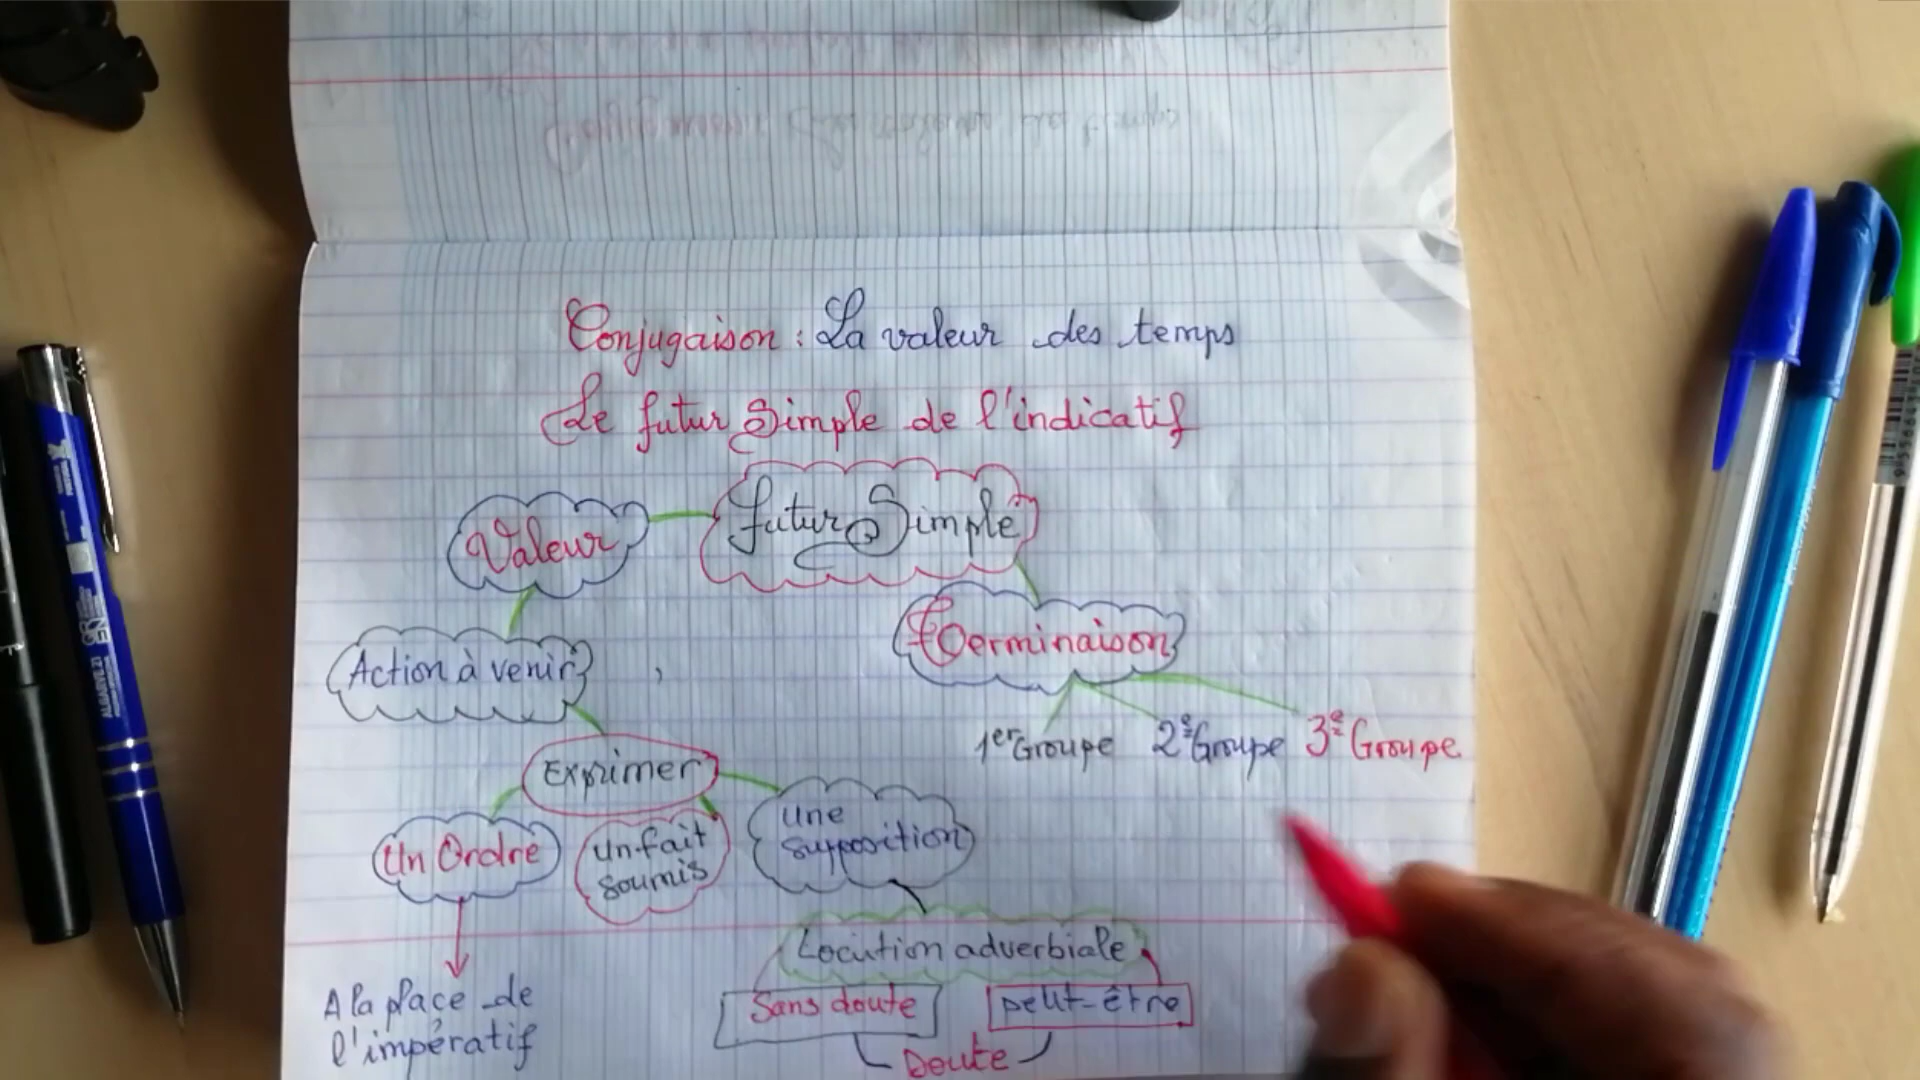 Conjugaison : La valeur des temps
Le futur Simple de l'indicatif
Valeur
futur Simple
Terminaison
Action à venir
1er Groupe 2e Groupe 3e Groupe
Exprimer
Un Ordre
Un fait
soumis
Une
supposition
Locution adverbiale
Sans doute
peut-être
Doute
A la place de
l'impératif
ALGARVE.21